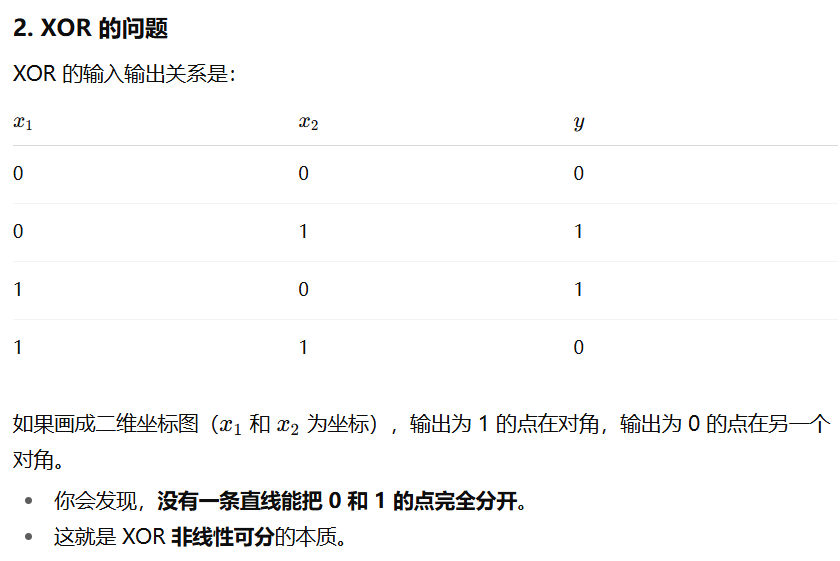 2. XOR 的问题
XOR 的输入输出关系是：
x₁ x₂ y
0 0 0
0 1 1
1 0 1
1 1 0
如果画成二维坐标图（x₁ 和 x₂ 为坐标），输出为 1 的点在对角，输出为 0 的点在另一个
对角。
• 你会发现，没有一条直线能把 0 和 1 的点完全分开。
• 这就是 XOR 非线性可分的本质。